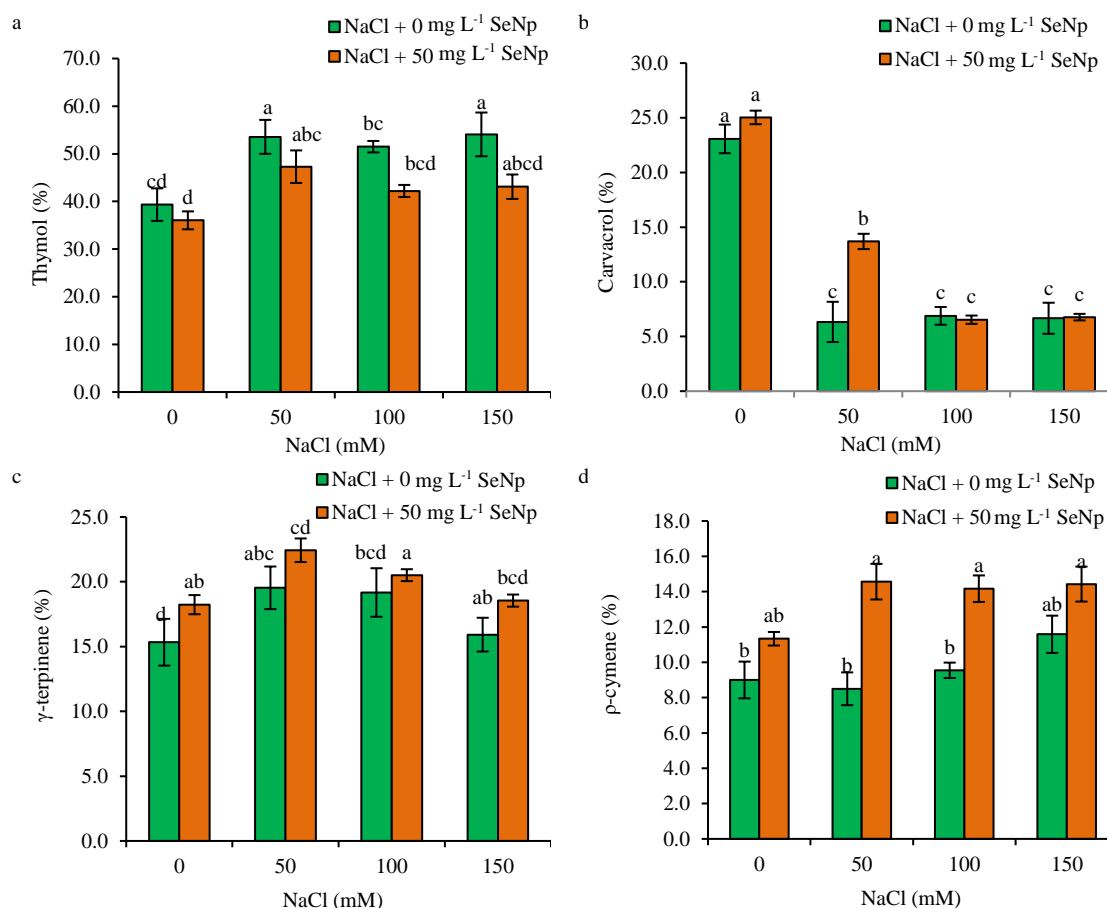 a
NaCl + 0 mg L⁻¹ SeNp
NaCl + 50 mg L⁻¹ SeNp
70.0
60.0
50.0
40.0
30.0
20.0
10.0
0.0
Thymol (%)
cd
d
a
abc
bc
bcd
a
abcd
0
50
100
150
NaCl (mM)
b
NaCl + 0 mg L⁻¹ SeNp
NaCl + 50 mg L⁻¹ SeNp
30.0
25.0
20.0
15.0
10.0
5.0
0.0
Carvacrol (%)
a
a
c
b
c
c
c
c
0
50
100
150
NaCl (mM)
c
NaCl + 0 mg L⁻¹ SeNp
NaCl + 50 mg L⁻¹ SeNp
25.0
20.0
15.0
10.0
5.0
0.0
γ-terpinene (%)
d
ab
abc
cd
bcd
a
ab
bcd
0
50
100
150
NaCl (mM)
d
NaCl + 0 mg L⁻¹ SeNp
NaCl + 50 mg L⁻¹ SeNp
18.0
16.0
14.0
12.0
10.0
8.0
6.0
4.0
2.0
0.0
ρ-cymene (%)
b
ab
b
a
b
a
ab
a
0
50
100
150
NaCl (mM)